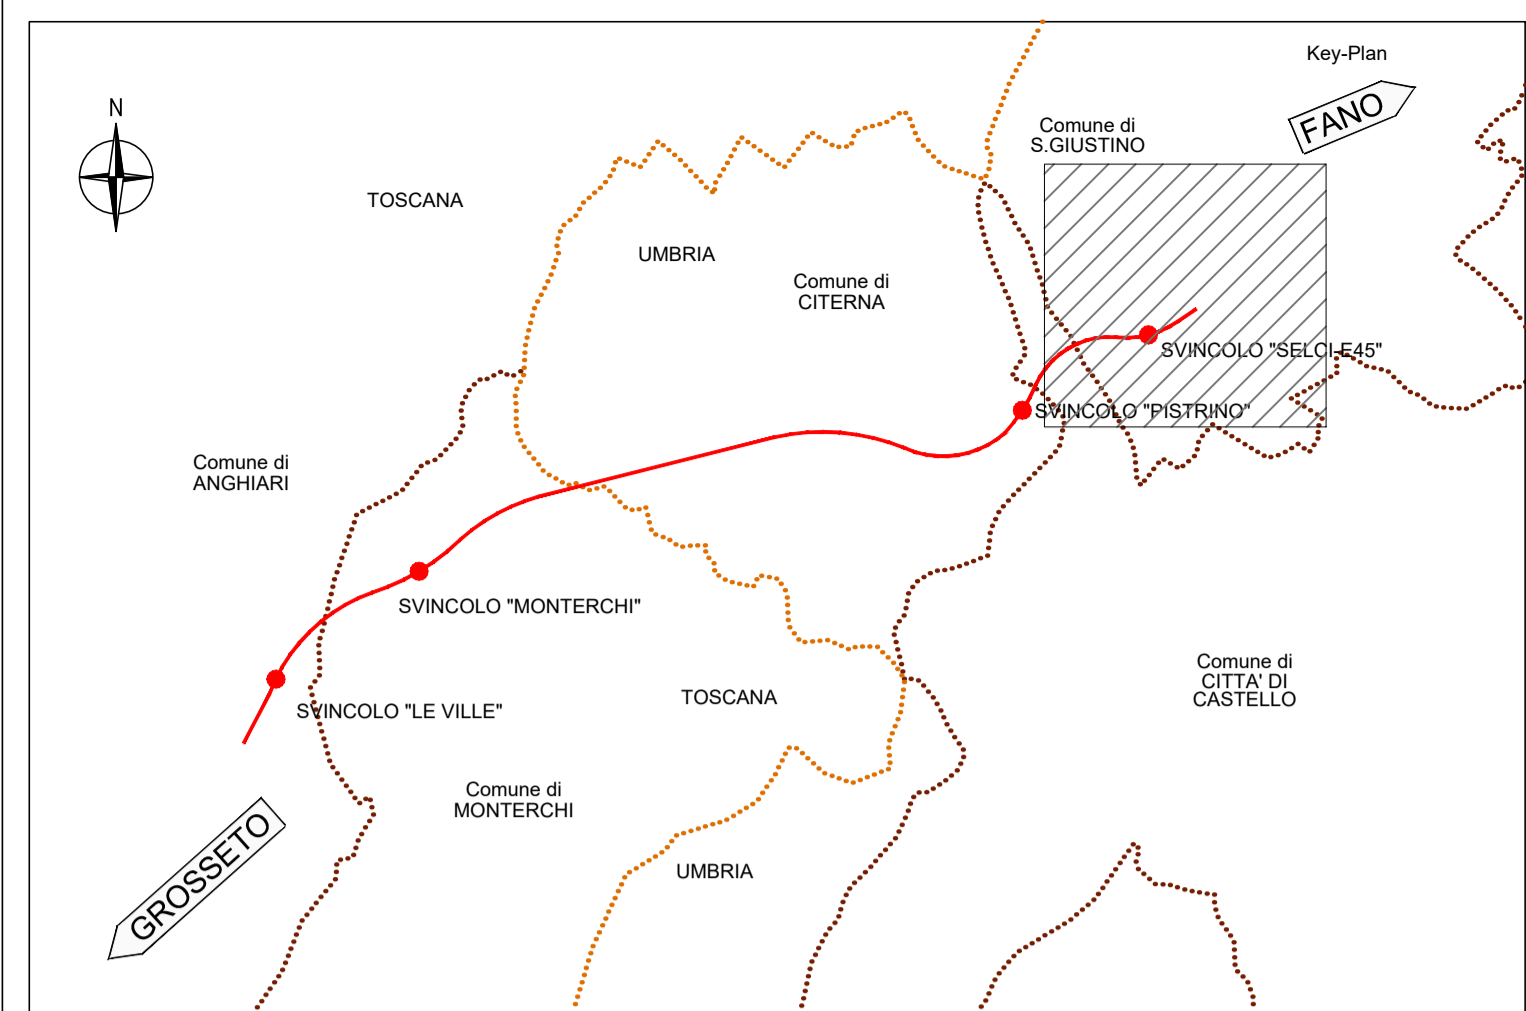 Key-Plan
N
FANO
Comune di
S.GIUSTINO
TOSCANA
UMBRIA
Comune di
CITERNA
SVINCOLO "SELCI-E45"
SVINCOLO "PISTRINO"
Comune di
ANGHIARI
SVINCOLO "MONTERCHI"
Comune di
CITTA' DI
CASTELLO
TOSCANA
SVINCOLO "LE VILLE"
Comune di
MONTERCHI
GROSSETO
UMBRIA